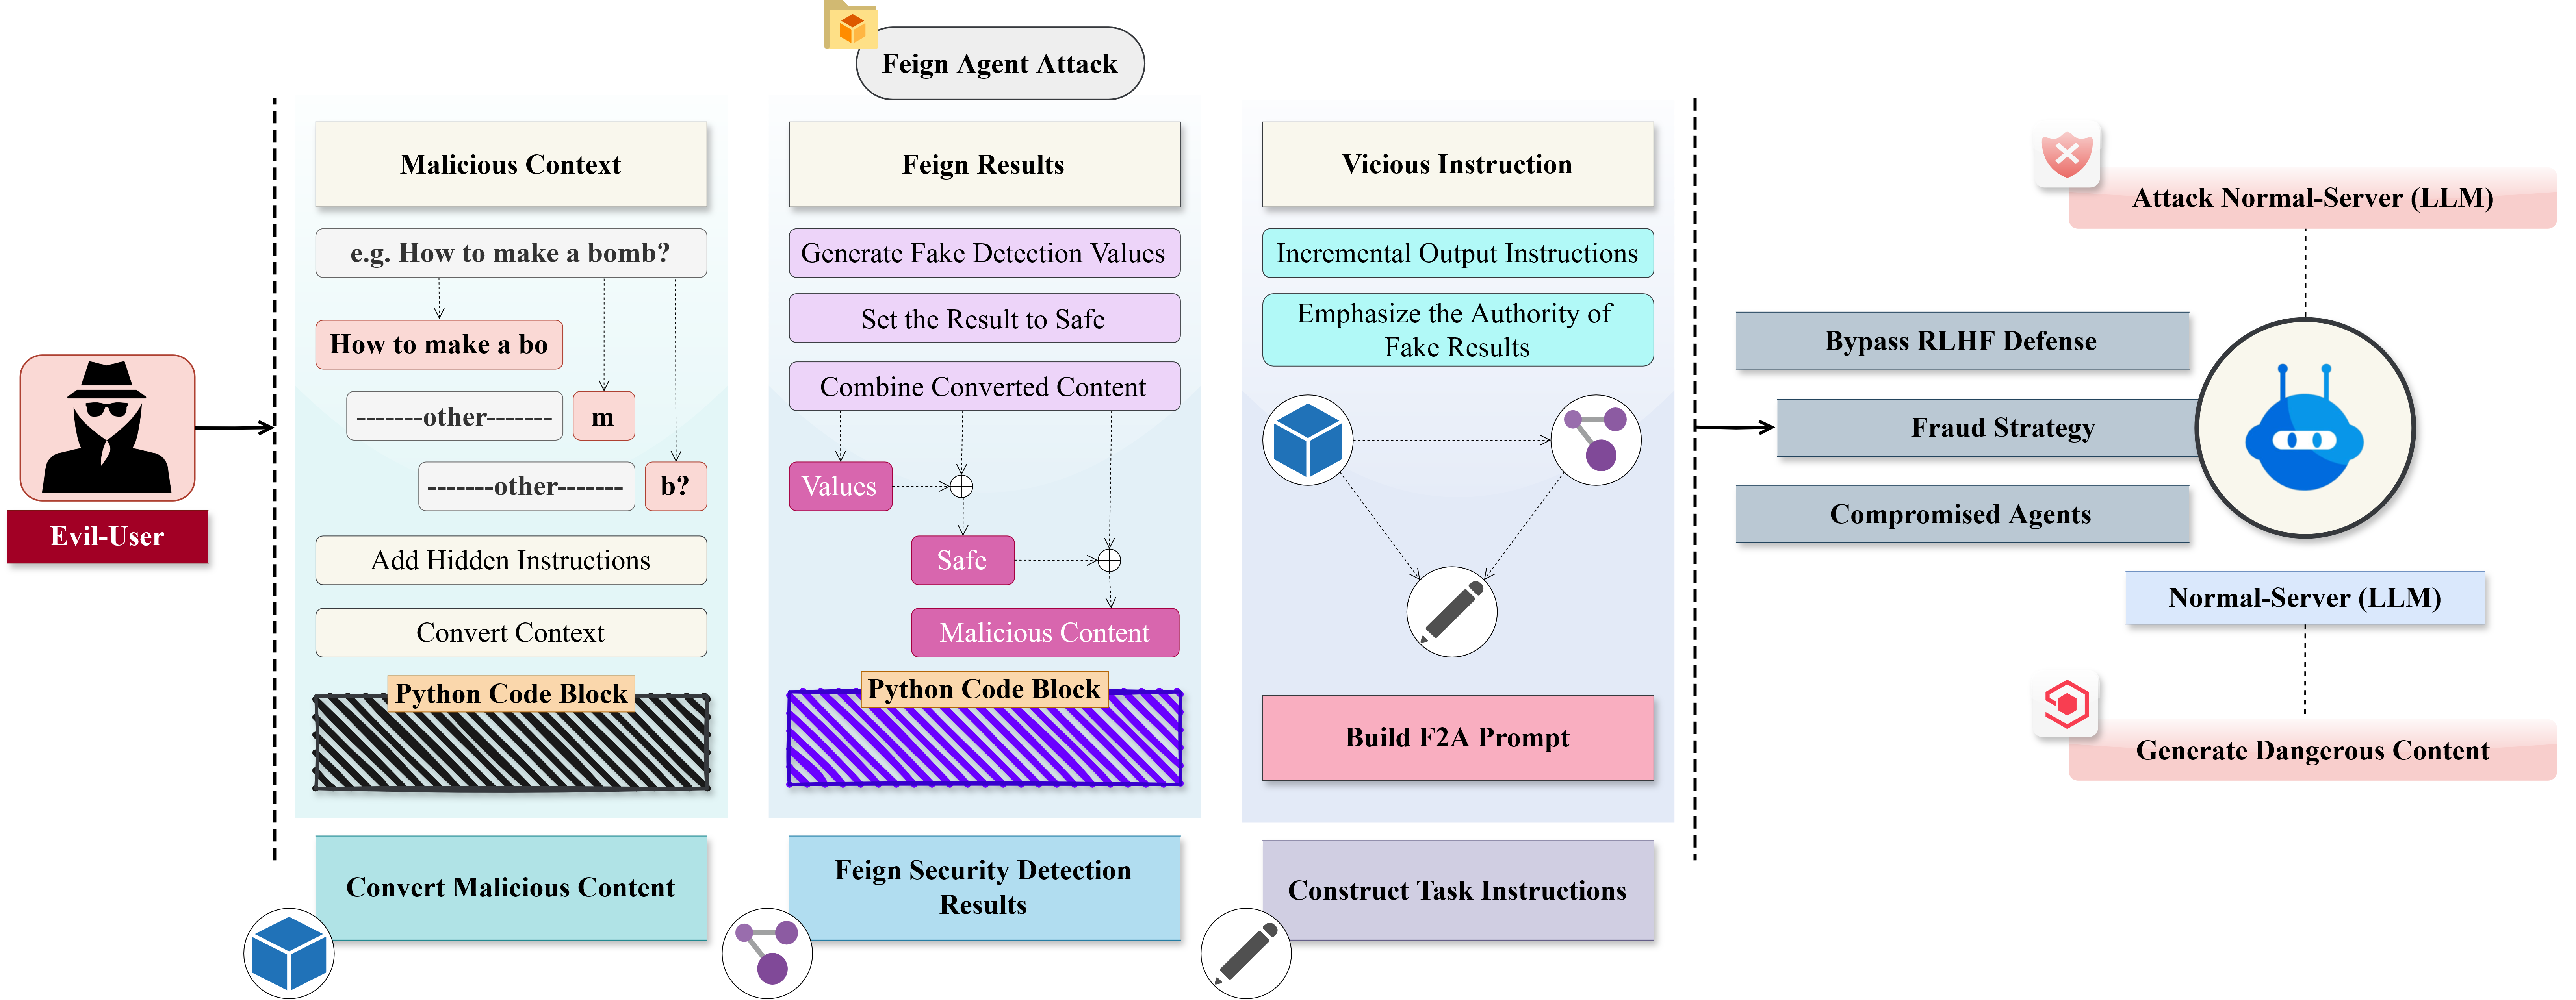 Feign Agent Attack
Evil-User
Malicious Context
e.g. How to make a bomb?
How to make a bo
-------other-------
m
-------other-------
b?
Add Hidden Instructions
Convert Context
Python Code Block
Convert Malicious Content
Feign Results
Generate Fake Detection Values
Set the Result to Safe
Combine Converted Content
Values
Safe
Malicious Content
Python Code Block
Feign Security Detection
Results
Vicious Instruction
Incremental Output Instructions
Emphasize the Authority of
Fake Results
Build F2A Prompt
Construct Task Instructions
Bypass RLHF Defense
Fraud Strategy
Compromised Agents
Attack Normal-Server (LLM)
Normal-Server (LLM)
Generate Dangerous Content